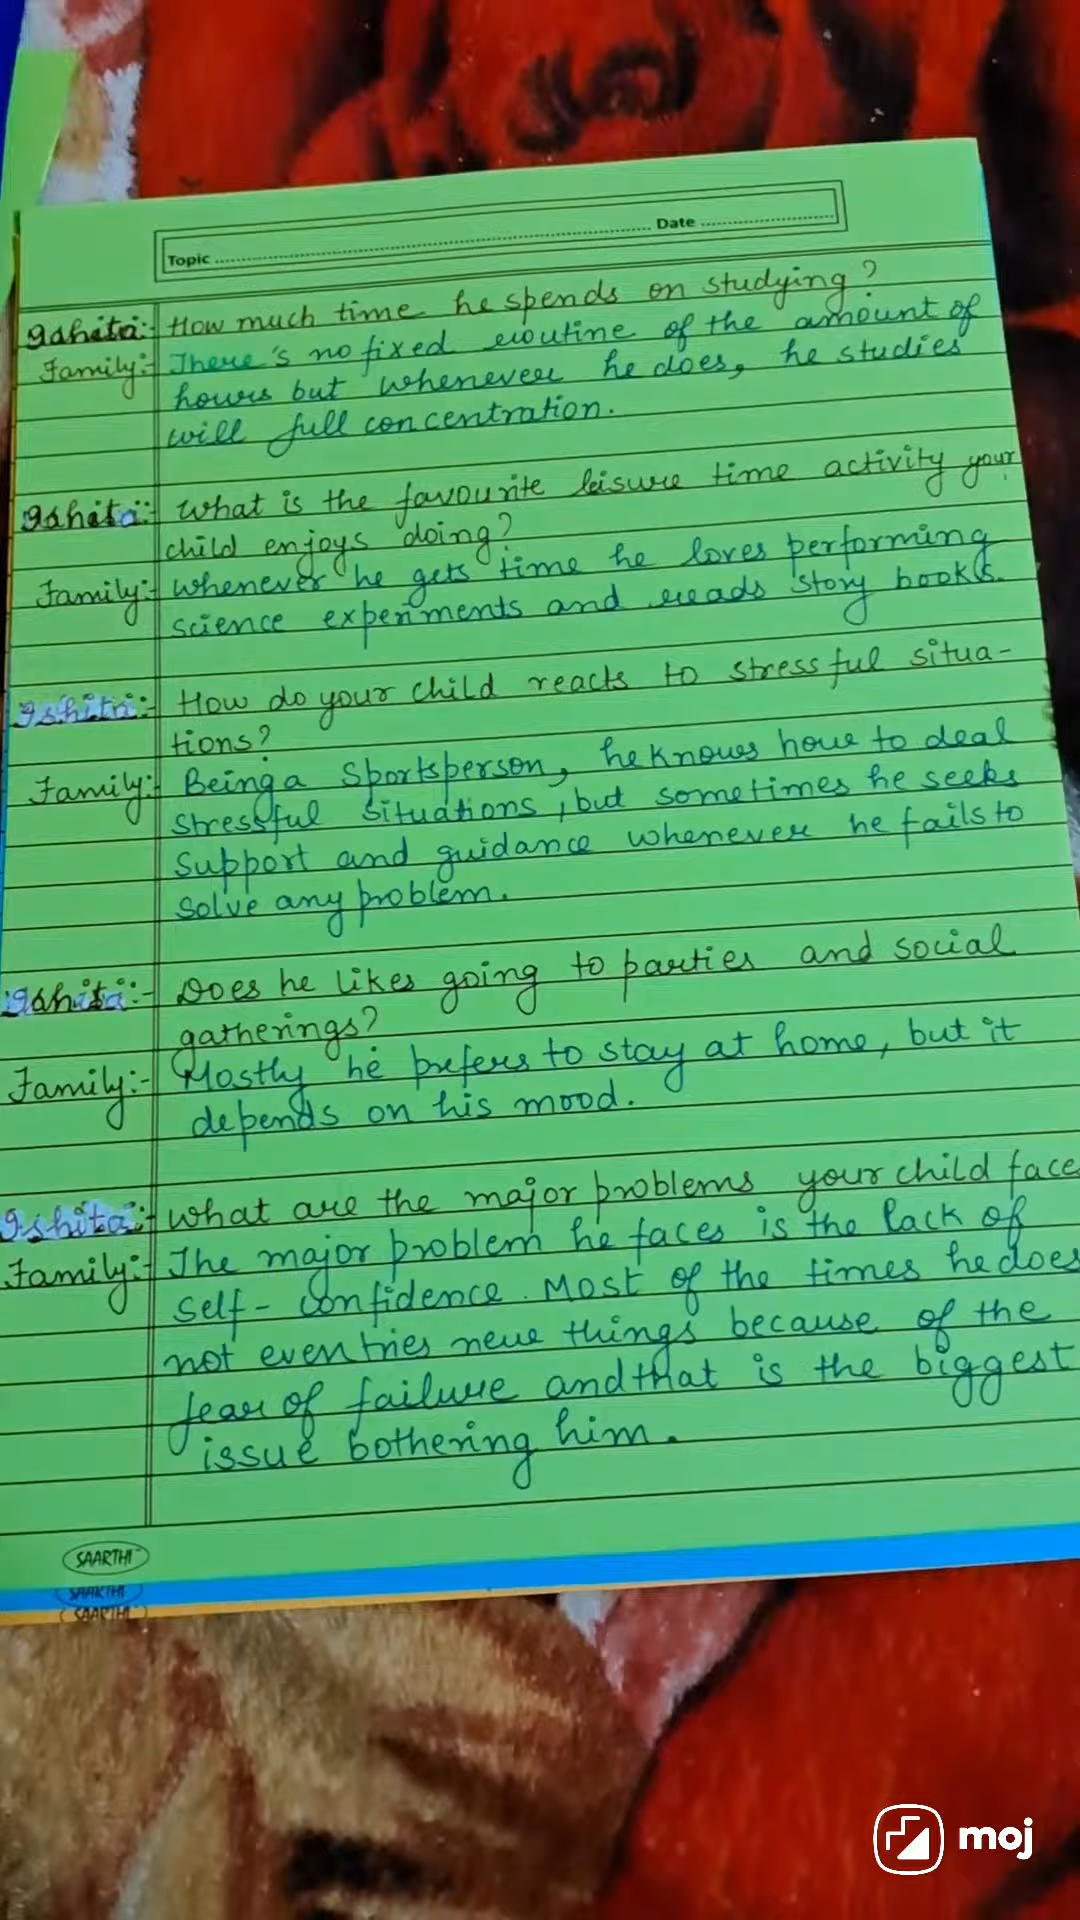 Topic ........ Date ........
Ishita:- How much time he spends on studying?
Family:- There's no fixed routine of the amount of
hours but whenever he does, he studies
will full concentration.
Ishita:- What is the favourite leisure time activity your
child enjoys doing?
Family:- Whenever he gets time he loves performing
science experiments and reads story books.
Ishita:- How do your child reacts to stressful situa-
tions?
Family:- Being a Sportsperson, he knows how to deal
stressful situations, but sometimes he seeks
support and guidance whenever he fails to
solve any problem.
Ishita:- Does he likes going to parties and social
gatherings?
Family:- Mostly he prefers to stay at home, but it
depends on his mood.
Ishita:- What are the major problems your child face
Family:- The major problem he faces is the lack of
self-confidence. Most of the times he does
not even tries new things because of the
fear of failure and that is the biggest
issue bothering him.
SAARTHI
SAARTHI
SAARTHI
moj